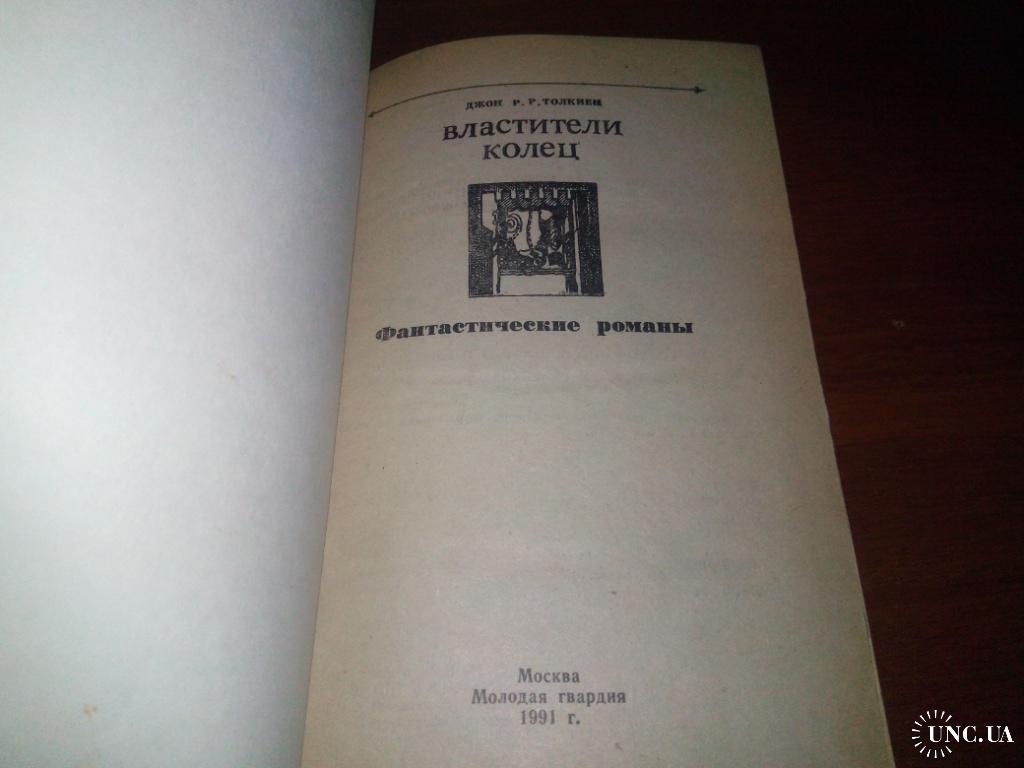 ДЖОН Р. Р. ТОЛКИЕН
ВЛАСТИТЕЛИ
КОЛЕЦ
Фантастические романы
Москва
Молодая гвардия
1991 г.
UNC.UA